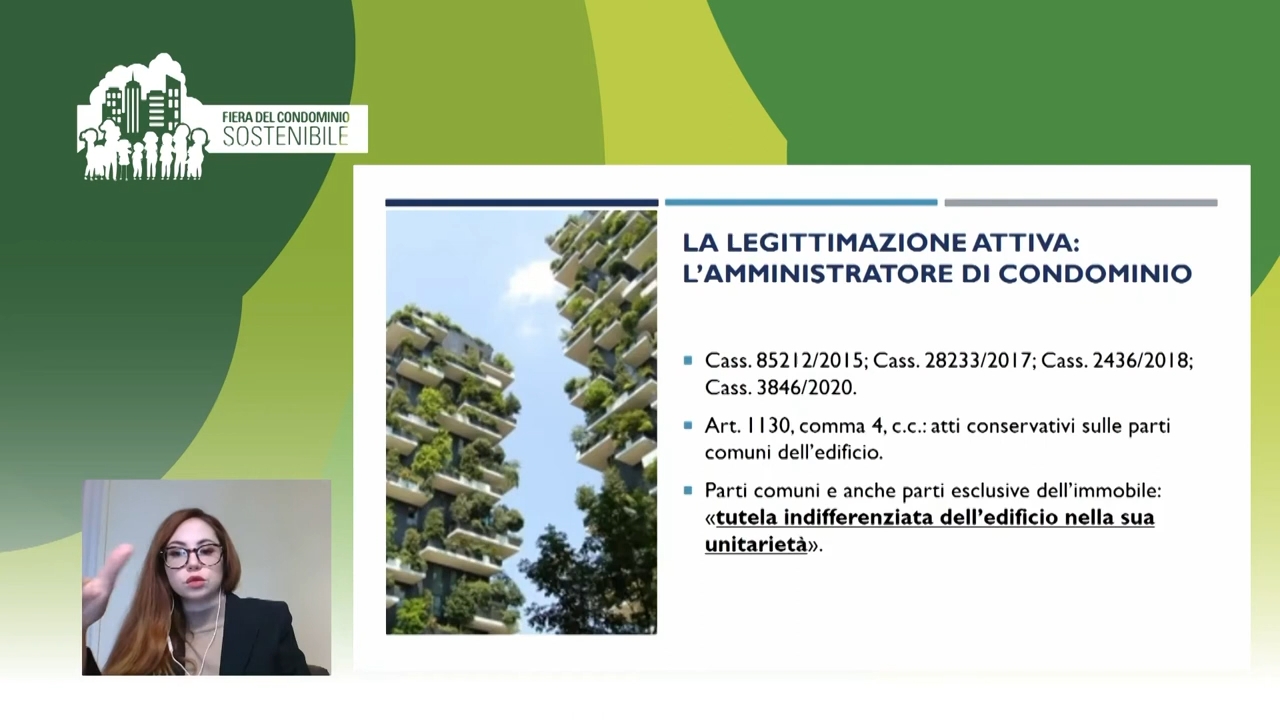 FIERA DEL CONDOMINIO
SOSTENIBILE
LA LEGITTIMAZIONE ATTIVA:
L’AMMINISTRATORE DI CONDOMINIO
Cass. 85212/2015; Cass. 28233/2017; Cass. 2436/2018;
Cass. 3846/2020.
Art. 1130, comma 4, c.c.: atti conservativi sulle parti
comuni dell’edificio.
Parti comuni e anche parti esclusive dell’immobile:
«tutela indifferenziata dell’edificio nella sua
unitarietà».